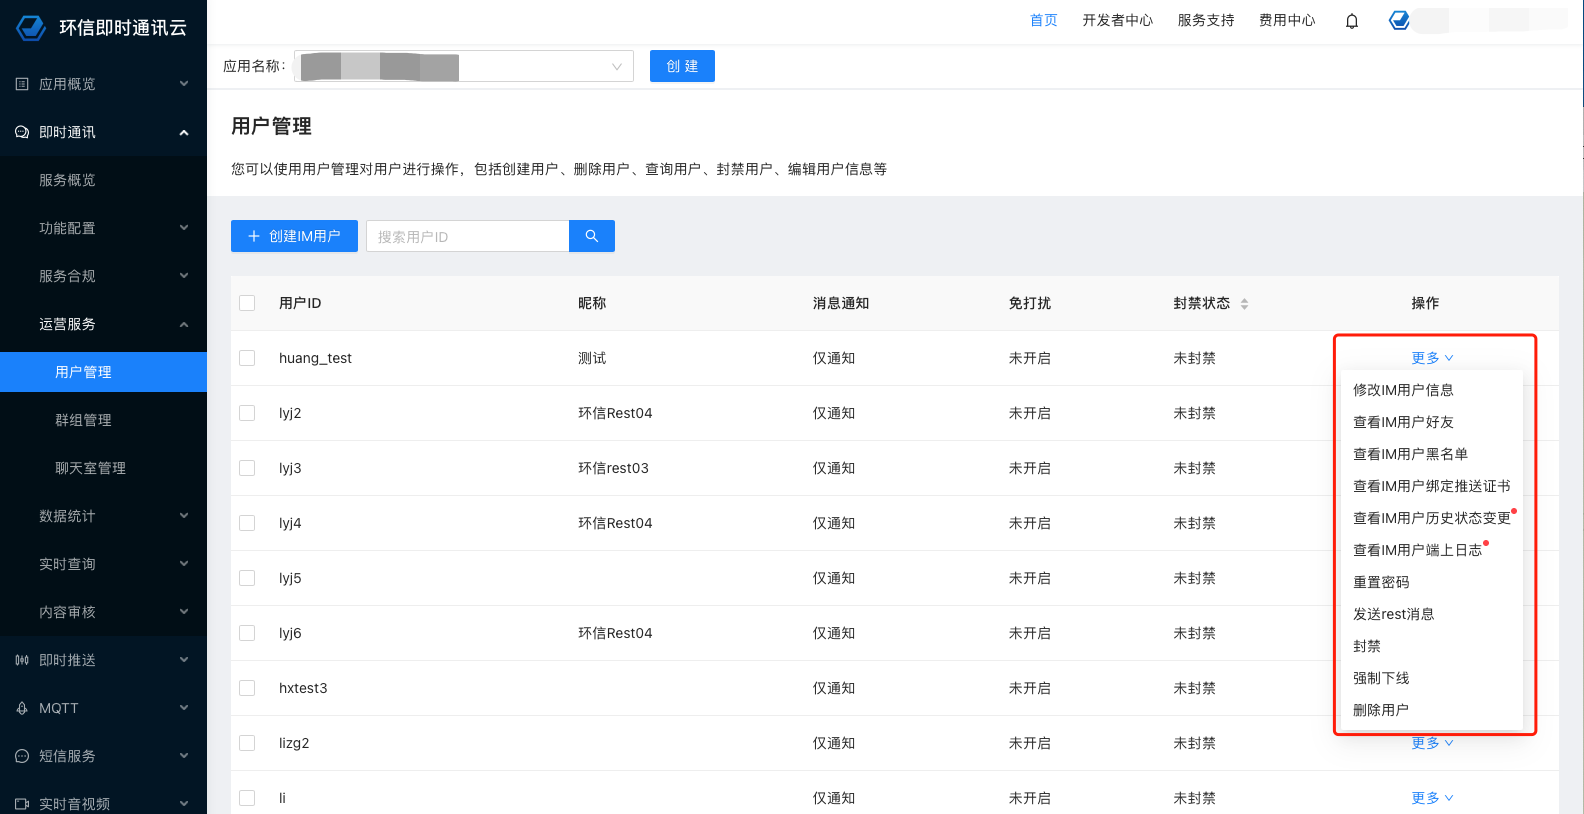 环信即时通讯云
首页 开发者中心 服务支持 费用中心
应用名称：
创 建
应用概览
即时通讯
服务概览
功能配置
服务合规
运营服务
用户管理
群组管理
聊天室管理
数据统计
实时查询
内容审核
即时推送
MQTT
短信服务
实时音视频
用户管理
您可以使用用户管理对用户进行操作，包括创建用户、删除用户、查询用户、封禁用户、编辑用户信息等
创建IM用户
搜索用户ID
用户ID 昵称 消息通知 免打扰 封禁状态 操作
huang_test 测试 仅通知 未开启 未封禁 更多
lyj2 环信Rest04 仅通知 未开启 未封禁
lyj3 环信rest03 仅通知 未开启 未封禁
lyj4 环信Rest04 仅通知 未开启 未封禁
lyj5 仅通知 未开启 未封禁
lyj6 环信Rest04 仅通知 未开启 未封禁
hxtest3 仅通知 未开启 未封禁
lizg2 仅通知 未开启 未封禁 更多
li 仅通知 未开启 未封禁 更多
修改IM用户信息
查看IM用户好友
查看IM用户黑名单
查看IM用户绑定推送证书
查看IM用户历史状态变更
查看IM用户端上日志
重置密码
发送rest消息
封禁
强制下线
删除用户